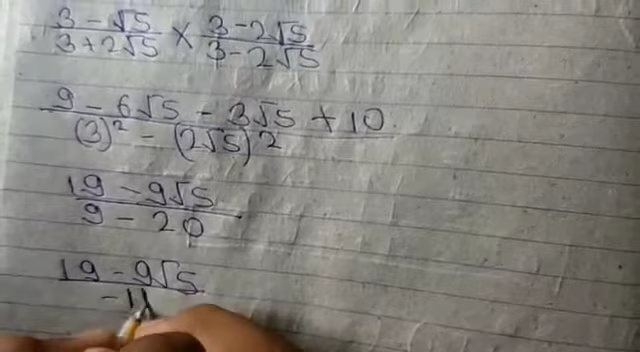 3 - √5 / 3 + 2√5 × 3 - 2√5 / 3 - 2√5
9 - 6√5 - 3√5 + 10 / (3)² - (2√5)²
19 - 9√5 / 9 - 20
19 - 9√5 / -11